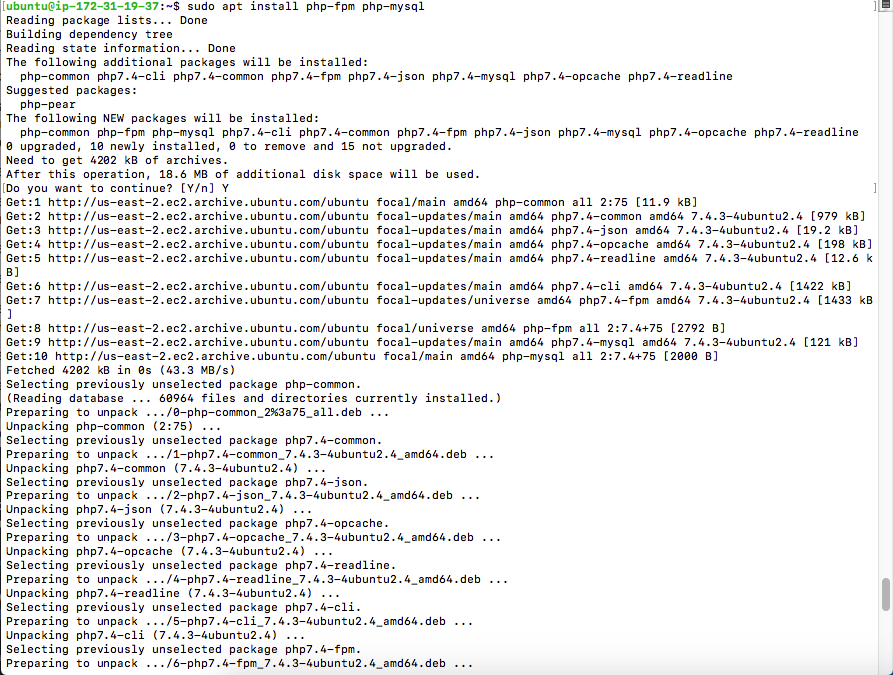 [ubuntu@ip-172-31-19-37:~$ sudo apt install php-fpm php-mysql ]
Reading package lists... Done
Building dependency tree
Reading state information... Done
The following additional packages will be installed:
  php-common php7.4-cli php7.4-common php7.4-fpm php7.4-json php7.4-mysql php7.4-opcache php7.4-readline
Suggested packages:
  php-pear
The following NEW packages will be installed:
  php-common php-fpm php-mysql php7.4-cli php7.4-common php7.4-fpm php7.4-json php7.4-mysql php7.4-opcache php7.4-readline
0 upgraded, 10 newly installed, 0 to remove and 15 not upgraded.
Need to get 4202 kB of archives.
After this operation, 18.6 MB of additional disk space will be used.
[Do you want to continue? [Y/n] Y ]
Get:1 http://us-east-2.ec2.archive.ubuntu.com/ubuntu focal/main amd64 php-common all 2:75 [11.9 kB]
Get:2 http://us-east-2.ec2.archive.ubuntu.com/ubuntu focal-updates/main amd64 php7.4-common amd64 7.4.3-4ubuntu2.4 [979 kB]
Get:3 http://us-east-2.ec2.archive.ubuntu.com/ubuntu focal-updates/main amd64 php7.4-json amd64 7.4.3-4ubuntu2.4 [19.2 kB]
Get:4 http://us-east-2.ec2.archive.ubuntu.com/ubuntu focal-updates/main amd64 php7.4-opcache amd64 7.4.3-4ubuntu2.4 [198 kB]
Get:5 http://us-east-2.ec2.archive.ubuntu.com/ubuntu focal-updates/main amd64 php7.4-readline amd64 7.4.3-4ubuntu2.4 [12.6 k
B]
Get:6 http://us-east-2.ec2.archive.ubuntu.com/ubuntu focal-updates/main amd64 php7.4-cli amd64 7.4.3-4ubuntu2.4 [1422 kB]
Get:7 http://us-east-2.ec2.archive.ubuntu.com/ubuntu focal-updates/universe amd64 php7.4-fpm amd64 7.4.3-4ubuntu2.4 [1433 kB
]
Get:8 http://us-east-2.ec2.archive.ubuntu.com/ubuntu focal/universe amd64 php-fpm all 2:7.4+75 [2792 B]
Get:9 http://us-east-2.ec2.archive.ubuntu.com/ubuntu focal-updates/main amd64 php7.4-mysql amd64 7.4.3-4ubuntu2.4 [121 kB]
Get:10 http://us-east-2.ec2.archive.ubuntu.com/ubuntu focal/main amd64 php-mysql all 2:7.4+75 [2000 B]
Fetched 4202 kB in 0s (43.3 MB/s)
Selecting previously unselected package php-common.
(Reading database ... 60964 files and directories currently installed.)
Preparing to unpack .../0-php-common_2%3a75_all.deb ...
Unpacking php-common (2:75) ...
Selecting previously unselected package php7.4-common.
Preparing to unpack .../1-php7.4-common_7.4.3-4ubuntu2.4_amd64.deb ...
Unpacking php7.4-common (7.4.3-4ubuntu2.4) ...
Selecting previously unselected package php7.4-json.
Preparing to unpack .../2-php7.4-json_7.4.3-4ubuntu2.4_amd64.deb ...
Unpacking php7.4-json (7.4.3-4ubuntu2.4) ...
Selecting previously unselected package php7.4-opcache.
Preparing to unpack .../3-php7.4-opcache_7.4.3-4ubuntu2.4_amd64.deb ...
Unpacking php7.4-opcache (7.4.3-4ubuntu2.4) ...
Selecting previously unselected package php7.4-readline.
Preparing to unpack .../4-php7.4-readline_7.4.3-4ubuntu2.4_amd64.deb ...
Unpacking php7.4-readline (7.4.3-4ubuntu2.4) ...
Selecting previously unselected package php7.4-cli.
Preparing to unpack .../5-php7.4-cli_7.4.3-4ubuntu2.4_amd64.deb ...
Unpacking php7.4-cli (7.4.3-4ubuntu2.4) ...
Selecting previously unselected package php7.4-fpm.
Preparing to unpack .../6-php7.4-fpm_7.4.3-4ubuntu2.4_amd64.deb ...